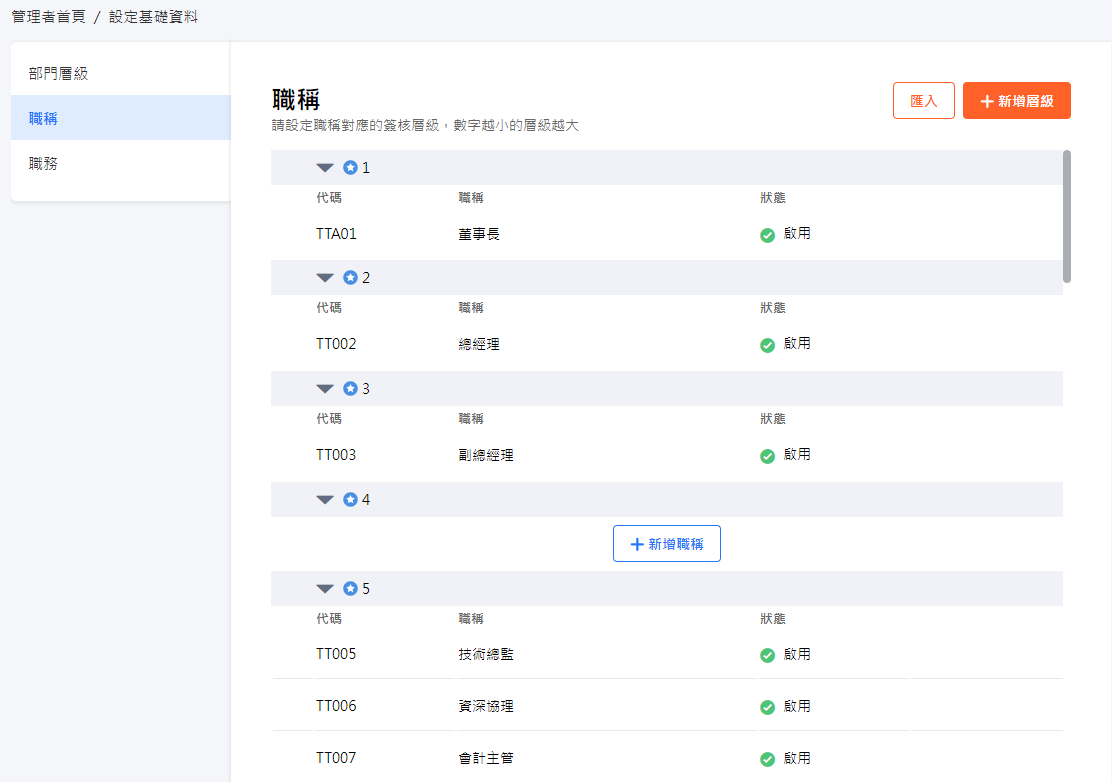 管理者首頁 / 設定基礎資料
部門層級
職稱
職務
職稱
請設定職稱對應的簽核層級，數字越小的層級越大
匯入
新增層級
1
代碼 職稱 狀態
TTA01 董事長 啟用
2
代碼 職稱 狀態
TT002 總經理 啟用
3
代碼 職稱 狀態
TT003 副總經理 啟用
4
新增職稱
5
代碼 職稱 狀態
TT005 技術總監 啟用
TT006 資深協理 啟用
TT007 會計主管 啟用